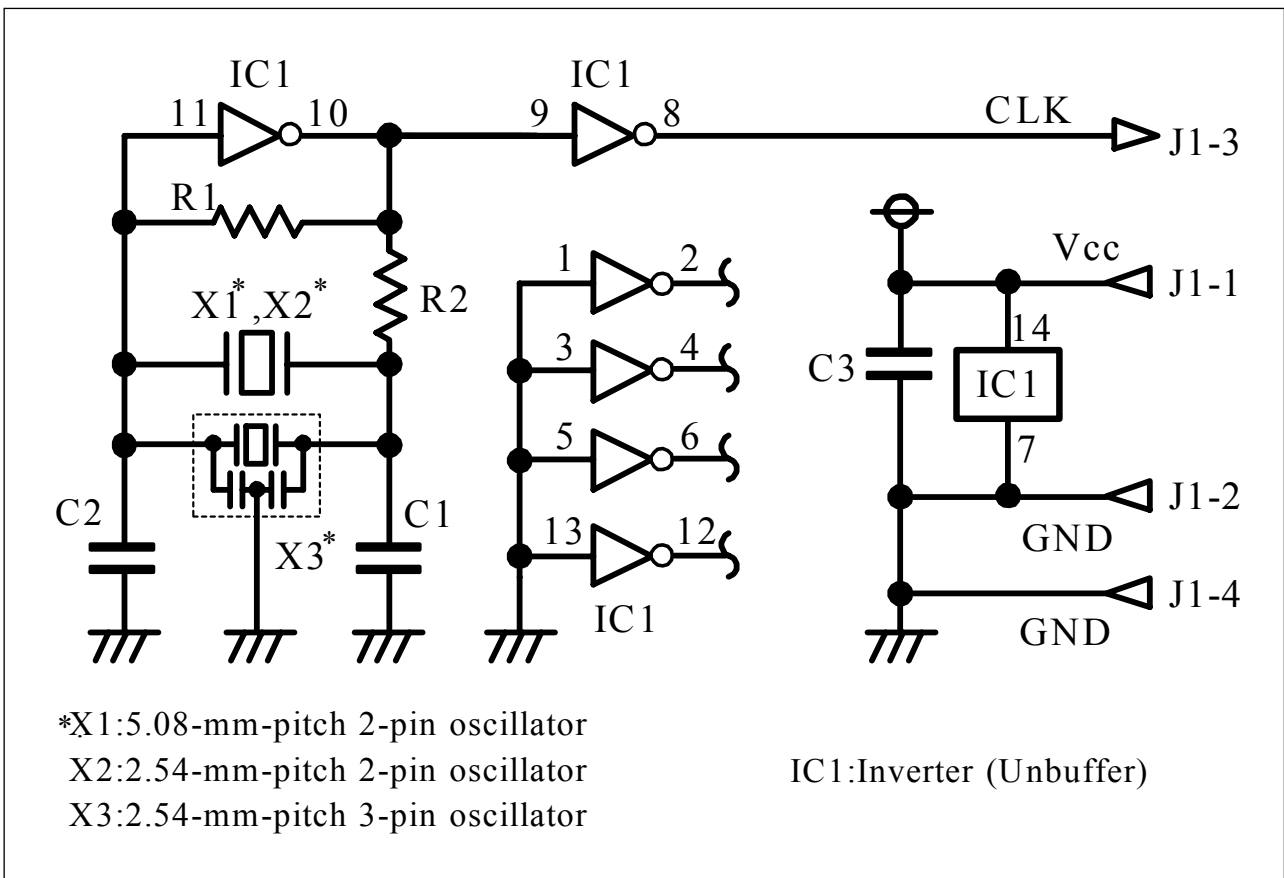 IC1
IC1
11
10
9
8
CLK
J1-3
R1
R2
X1*,X2*
1
2
Vcc
J1-1
3
4
C3
14
IC1
5
6
7
C2
C1
X3*
13
12
J1-2
GND
IC1
J1-4
GND
*X1:5.08-mm-pitch 2-pin oscillator
X2:2.54-mm-pitch 2-pin oscillator
IC1:Inverter (Unbuffer)
X3:2.54-mm-pitch 3-pin oscillator